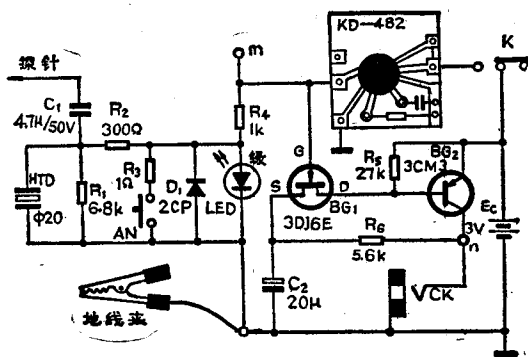 KD-482
探针
m
K
C₁
4.7μ/50V
R₂
300Ω
R₄
1k
R₃
1Ω
绿
G
R₅
27k
BG₂
3CM3
HTD
φ20
R₁
6.8k
D₁
2CP
LED
S
D
BG₁
3DJ6E
AN
R₆
5.6k
n
E꜀
3V
C₂
20μ
VCK
地线夹